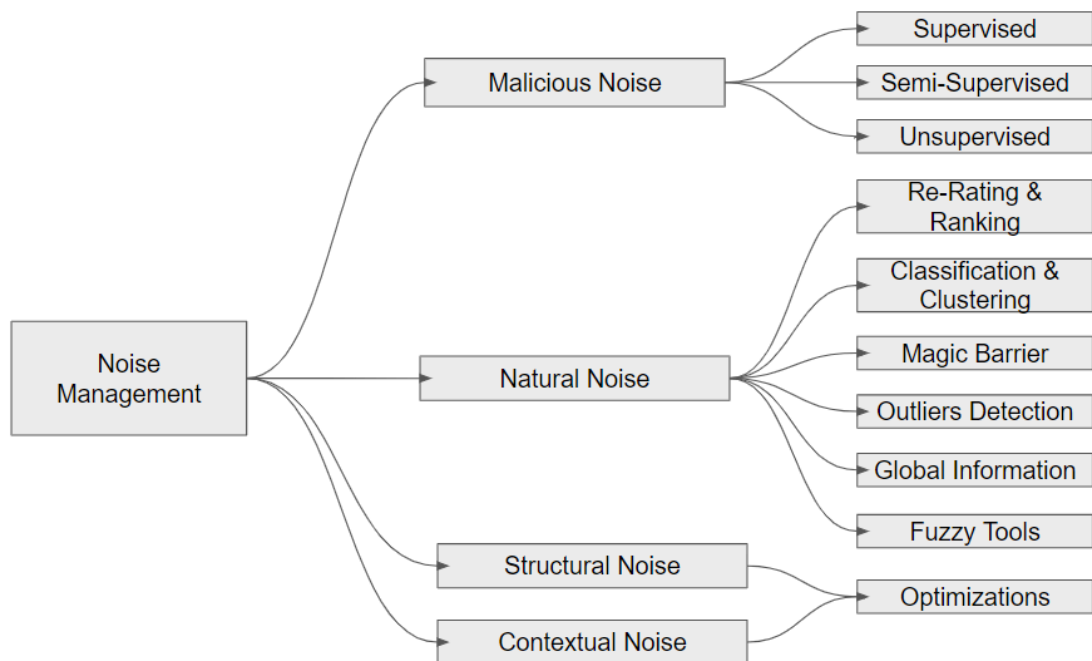 Noise
Management
Malicious Noise
Supervised
Semi-Supervised
Unsupervised
Natural Noise
Re-Rating &
Ranking
Classification &
Clustering
Magic Barrier
Outliers Detection
Global Information
Fuzzy Tools
Structural Noise
Contextual Noise
Optimizations